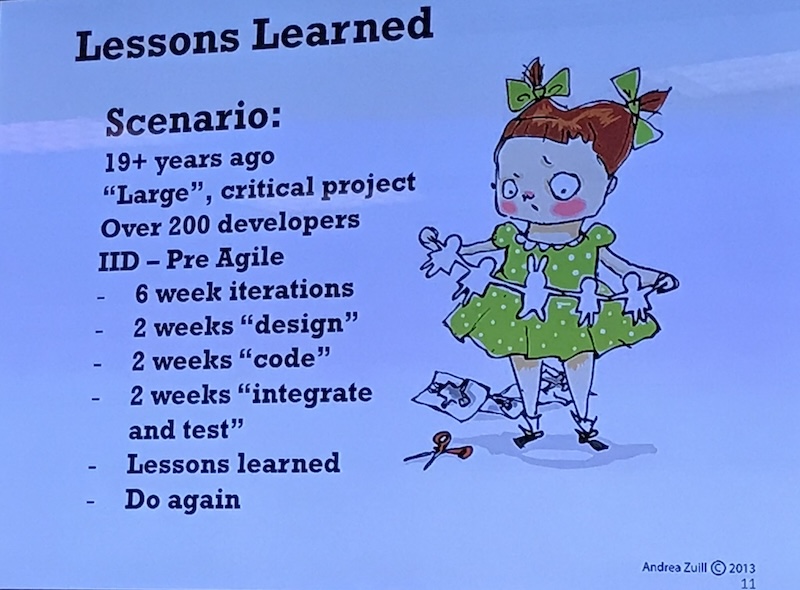 Lessons Learned
Scenario:
19+ years ago
“Large”, critical project
Over 200 developers
IID – Pre Agile
- 6 week iterations
- 2 weeks “design”
- 2 weeks “code”
- 2 weeks “integrate
and test”
- Lessons learned
- Do again
Andrea Zuill © 2013
11